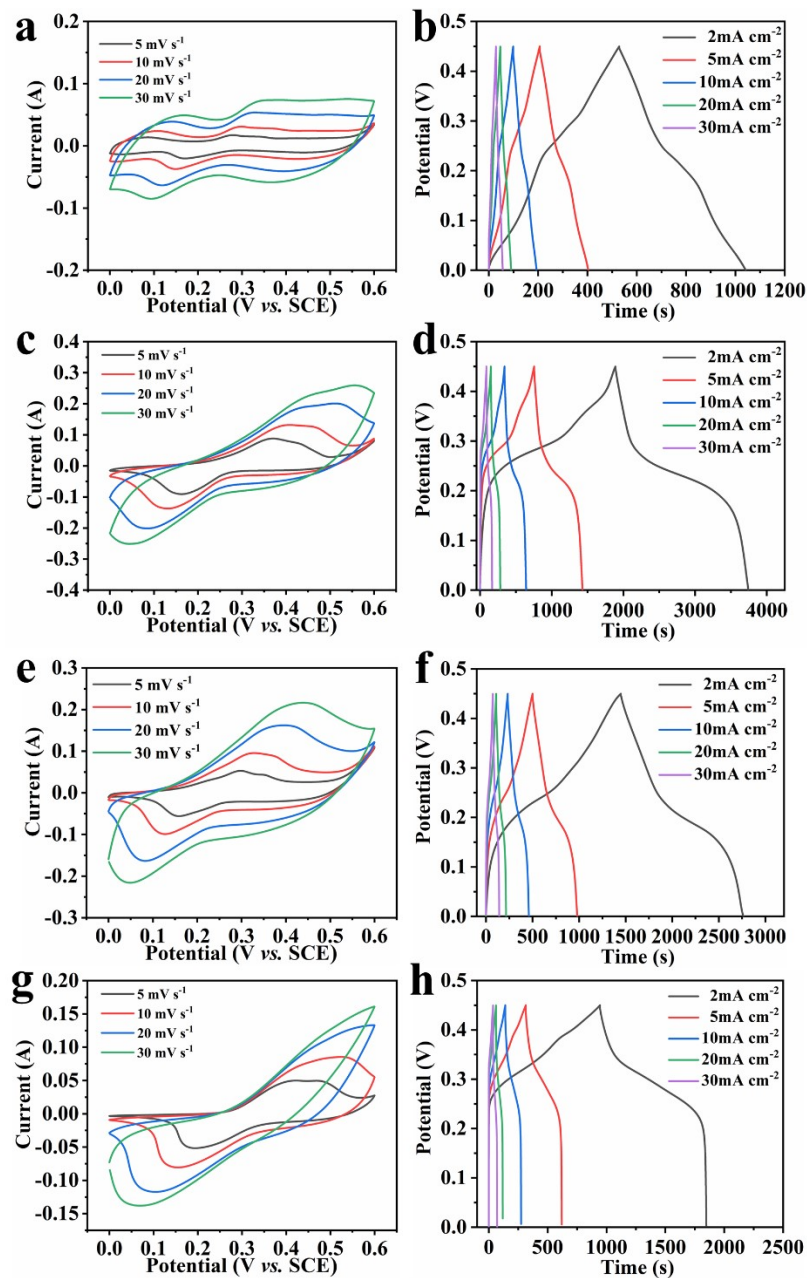 a
5 mV s⁻¹
10 mV s⁻¹
20 mV s⁻¹
30 mV s⁻¹
Current (A)
0.2
0.1
0.0
-0.1
-0.2
0.0 0.1 0.2 0.3 0.4 0.5 0.6
Potential (V vs. SCE)
b
2mA cm⁻²
5mA cm⁻²
10mA cm⁻²
20mA cm⁻²
30mA cm⁻²
Potential (V)
0.5
0.4
0.3
0.2
0.1
0.0
0 200 400 600 800 1000 1200
Time (s)
c
5 mV s⁻¹
10 mV s⁻¹
20 mV s⁻¹
30 mV s⁻¹
Current (A)
0.4
0.3
0.2
0.1
0.0
-0.1
-0.2
-0.3
-0.4
0.0 0.1 0.2 0.3 0.4 0.5 0.6
Potential (V vs. SCE)
d
2mA cm⁻²
5mA cm⁻²
10mA cm⁻²
20mA cm⁻²
30mA cm⁻²
Potential (V)
0.5
0.4
0.3
0.2
0.1
0.0
0 1000 2000 3000 4000
Time (s)
e
5 mV s⁻¹
10 mV s⁻¹
20 mV s⁻¹
30 mV s⁻¹
Current (A)
0.3
0.2
0.1
0.0
-0.1
-0.2
-0.3
0.0 0.1 0.2 0.3 0.4 0.5 0.6
Potential (V vs. SCE)
f
2mA cm⁻²
5mA cm⁻²
10mA cm⁻²
20mA cm⁻²
30mA cm⁻²
Potential (V)
0.5
0.4
0.3
0.2
0.1
0.0
0 500 1000 1500 2000 2500 3000
Time (s)
g
5 mV s⁻¹
10 mV s⁻¹
20 mV s⁻¹
30 mV s⁻¹
Current (A)
0.20
0.15
0.10
0.05
0.00
-0.05
-0.10
-0.15
0.0 0.1 0.2 0.3 0.4 0.5 0.6
Potential (V vs. SCE)
h
2mA cm⁻²
5mA cm⁻²
10mA cm⁻²
20mA cm⁻²
30mA cm⁻²
Potential (V)
0.5
0.4
0.3
0.2
0.1
0.0
0 500 1000 1500 2000 2500
Time (s)